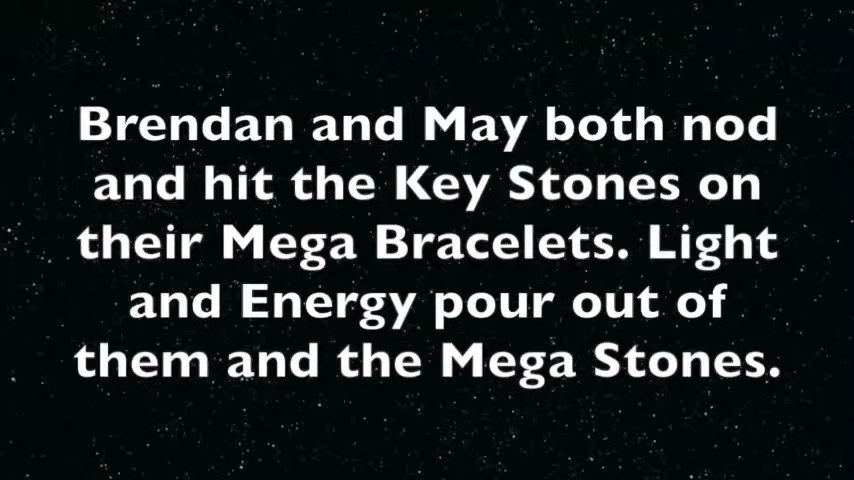 Brendan and May both nod
and hit the Key Stones on
their Mega Bracelets. Light
and Energy pour out of
them and the Mega Stones.